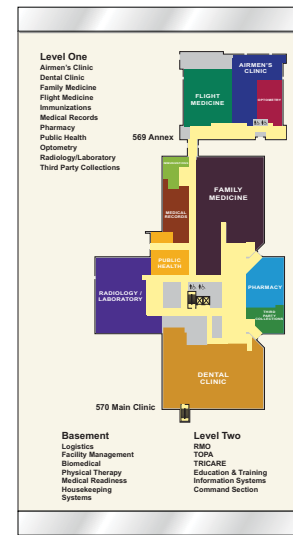 Level One
Airmen's Clinic
Dental Clinic
Family Medicine
Flight Medicine
Immunizations
Medical Records
Pharmacy
Public Health
Optometry
Radiology/Laboratory
Third Party Collections
569 Annex
AIRMEN'S
CLINIC
FLIGHT
MEDICINE
OPTOMETRY
FAMILY
MEDICINE
MEDICAL
RECORDS
PUBLIC
HEALTH
RADIOLOGY /
LABORATORY
PHARMACY
THIRD
PARTY
COLLECTIONS
DENTAL
CLINIC
570 Main Clinic
Basement
Logistics
Facility Management
Biomedical
Physical Therapy
Medical Readiness
Housekeeping
Systems
Level Two
RMO
TOPA
TRICARE
Education & Training
Information Systems
Command Section